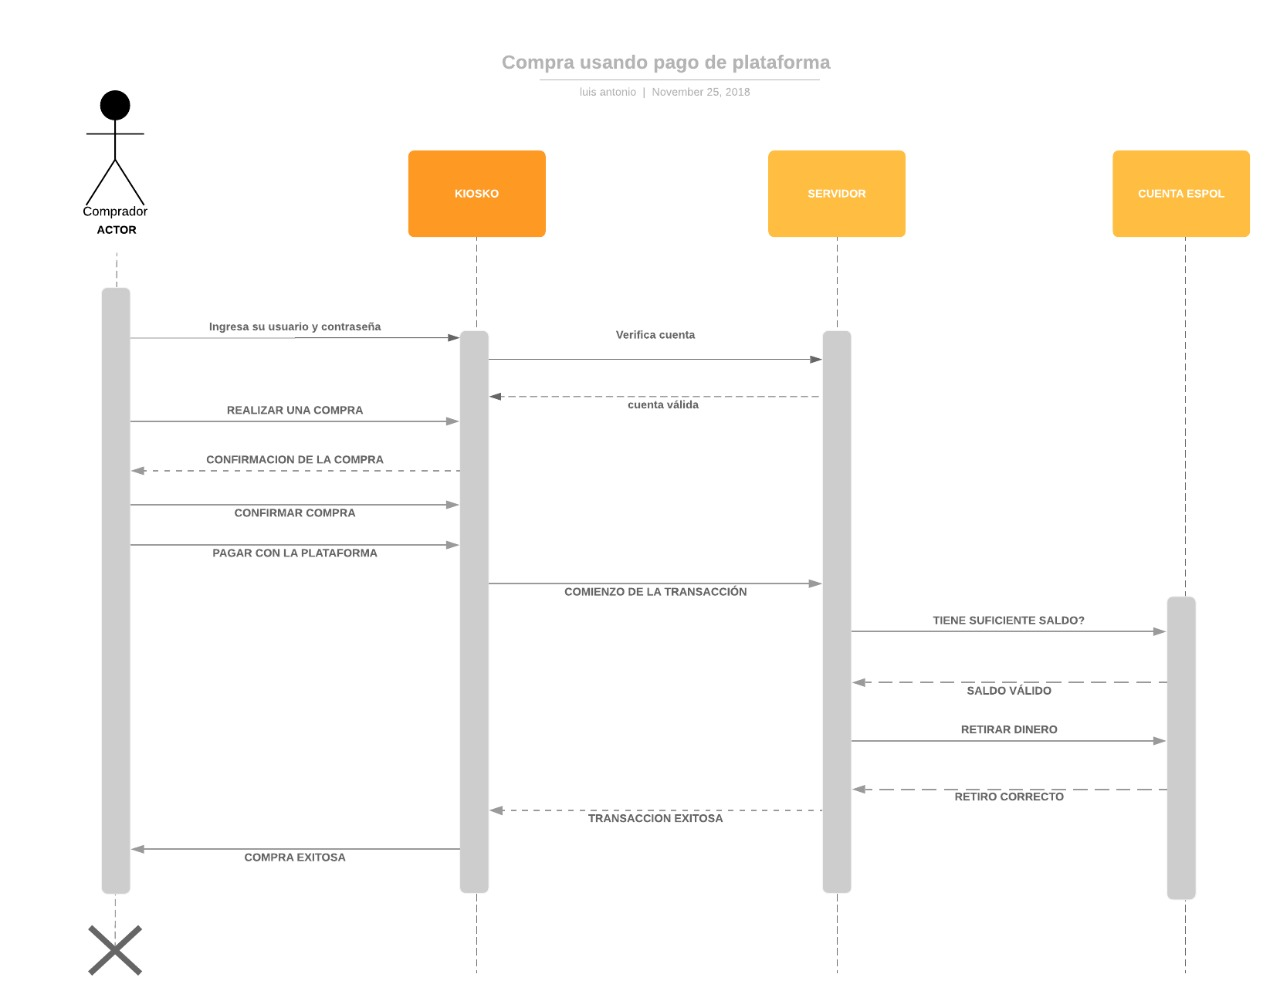 Compra usando pago de plataforma
luis antonio | November 25, 2018
KIOSKO
SERVIDOR
CUENTA ESPOL
Comprador
ACTOR
Ingresa su usuario y contraseña
Verifica cuenta
cuenta válida
REALIZAR UNA COMPRA
CONFIRMACION DE LA COMPRA
CONFIRMAR COMPRA
PAGAR CON LA PLATAFORMA
COMIENZO DE LA TRANSACCIÓN
TIENE SUFICIENTE SALDO?
SALDO VÁLIDO
RETIRAR DINERO
RETIRO CORRECTO
TRANSACCION EXITOSA
COMPRA EXITOSA